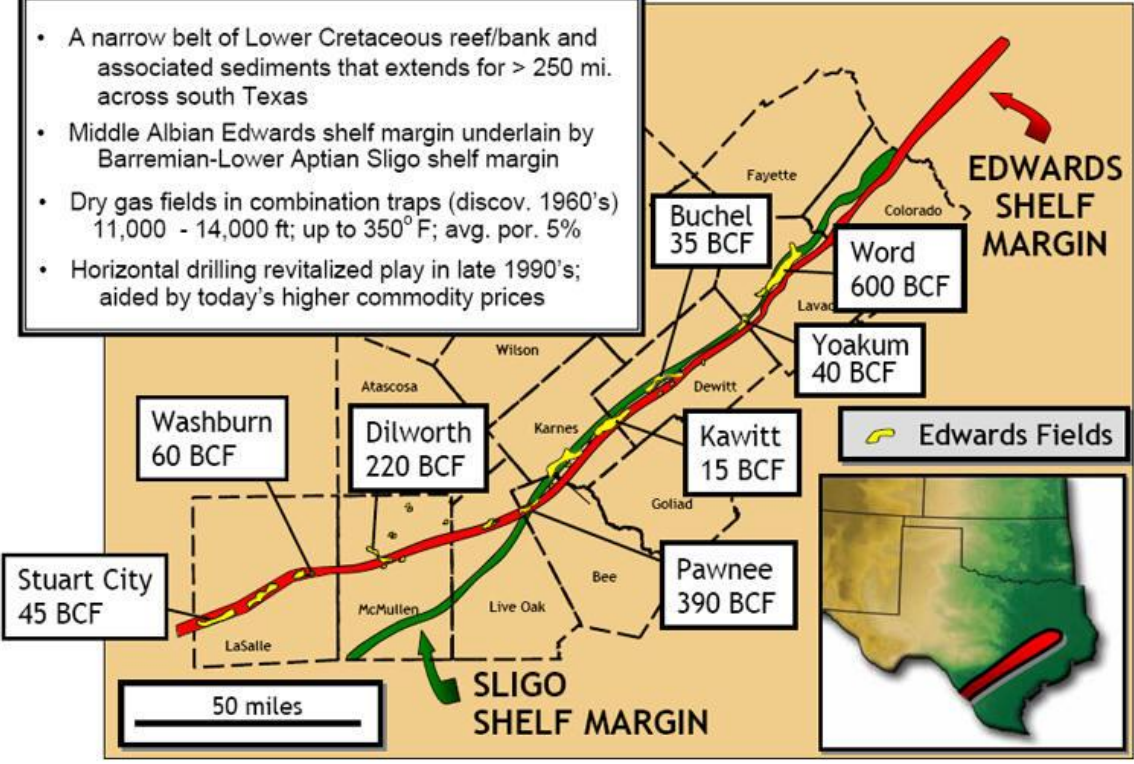 • A narrow belt of Lower Cretaceous reef/bank and
associated sediments that extends for > 250 mi.
across south Texas
• Middle Albian Edwards shelf margin underlain by
Barremian-Lower Aptian Sligo shelf margin
• Dry gas fields in combination traps (discov. 1960's)
11,000 - 14,000 ft; up to 350° F; avg. por. 5%
• Horizontal drilling revitalized play in late 1990's;
aided by today's higher commodity prices
EDWARDS
SHELF
MARGIN
Fayette
Colorado
Buchel
35 BCF
Word
600 BCF
Lavac
Yoakum
40 BCF
Wilson
Atascosa
Dewitt
Washburn
60 BCF
Dilworth
220 BCF
Karnes
Kawitt
15 BCF
Edwards Fields
Goliad
Stuart City
45 BCF
Pawnee
390 BCF
Bee
McMullen
Live Oak
LaSalle
SLIGO
SHELF MARGIN
50 miles